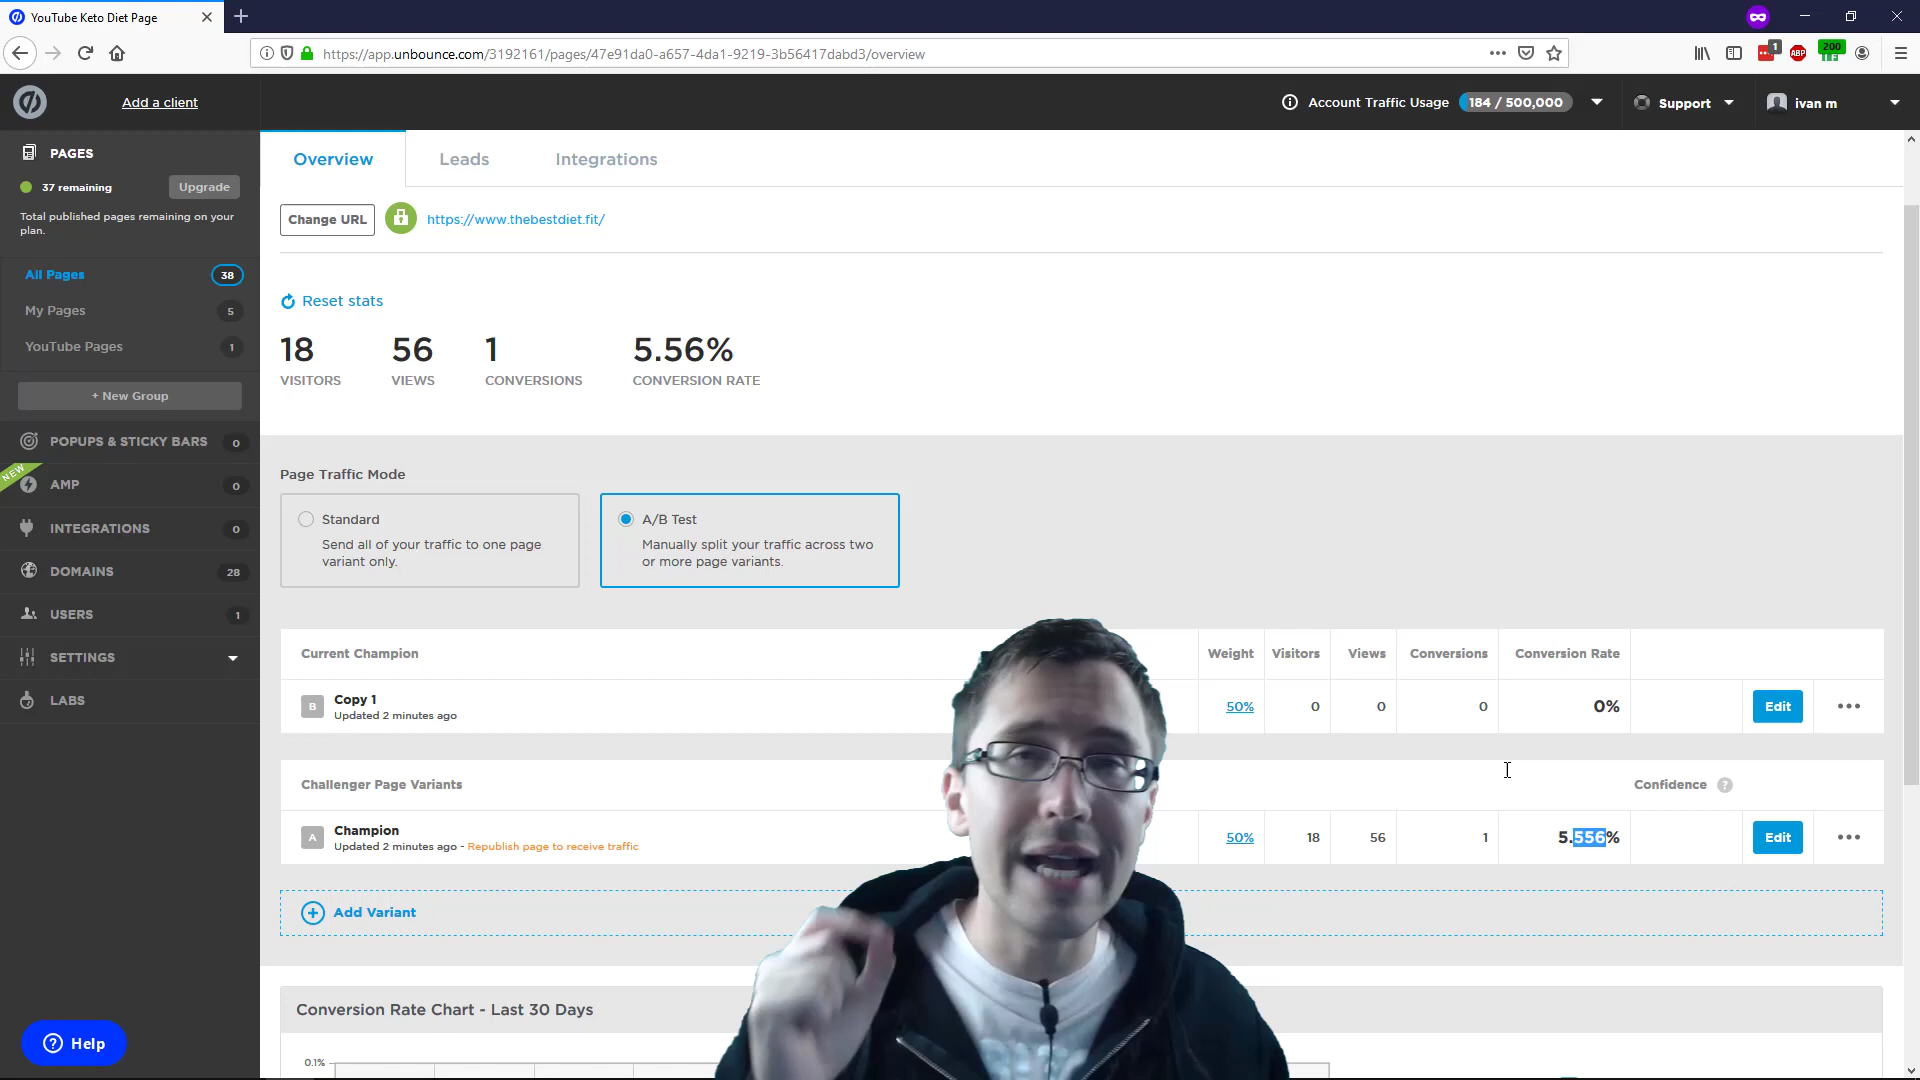 YouTube Keto Diet Page
https://app.unbounce.com/3192161/pages/47e91da0-a657-4da1-9219-3b56417dabd3/overview
1
ABP
200
Add a client
Account Traffic Usage
184 / 500,000
Support
ivan m
PAGES
37 remaining
Upgrade
Total published pages remaining on your
plan.
All Pages
38
My Pages
5
YouTube Pages
1
+ New Group
POPUPS & STICKY BARS
0
NEW
AMP
0
INTEGRATIONS
0
DOMAINS
28
USERS
1
SETTINGS
LABS
Help
Overview
Leads
Integrations
Change URL
https://www.thebestdiet.fit/
Reset stats
18
56
1
5.56%
VISITORS
VIEWS
CONVERSIONS
CONVERSION RATE
Page Traffic Mode
Standard
Send all of your traffic to one page
variant only.
A/B Test
Manually split your traffic across two
or more page variants.
Current Champion
Weight
Visitors
Views
Conversions
Conversion Rate
B
Copy 1
Updated 2 minutes ago
50%
0
0
0
0%
Edit
Challenger Page Variants
Confidence
?
A
Champion
Updated 2 minutes ago - Republish page to receive traffic
50%
18
56
1
5.556%
Edit
Add Variant
Conversion Rate Chart - Last 30 Days
0.1%